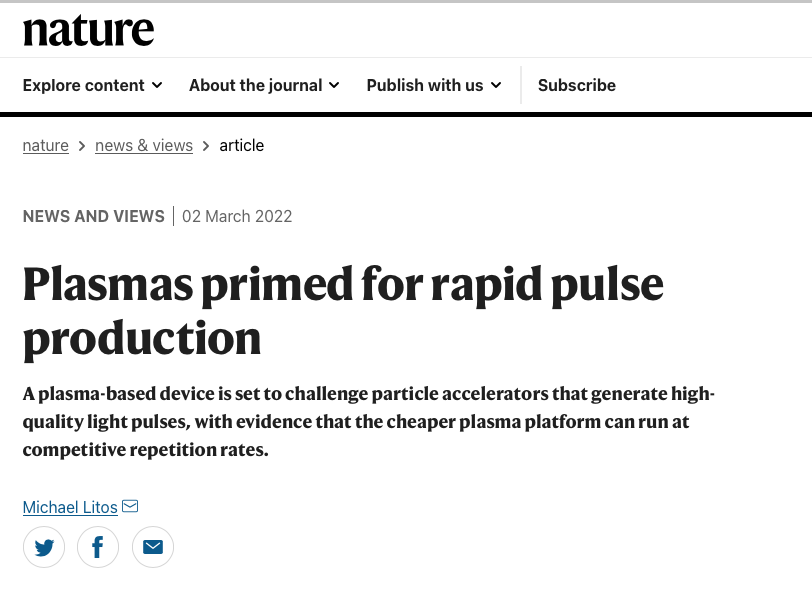 nature
Explore content About the journal Publish with us Subscribe
nature > news & views > article
NEWS AND VIEWS | 02 March 2022
Plasmas primed for rapid pulse
production
A plasma-based device is set to challenge particle accelerators that generate high-
quality light pulses, with evidence that the cheaper plasma platform can run at
competitive repetition rates.
Michael Litos